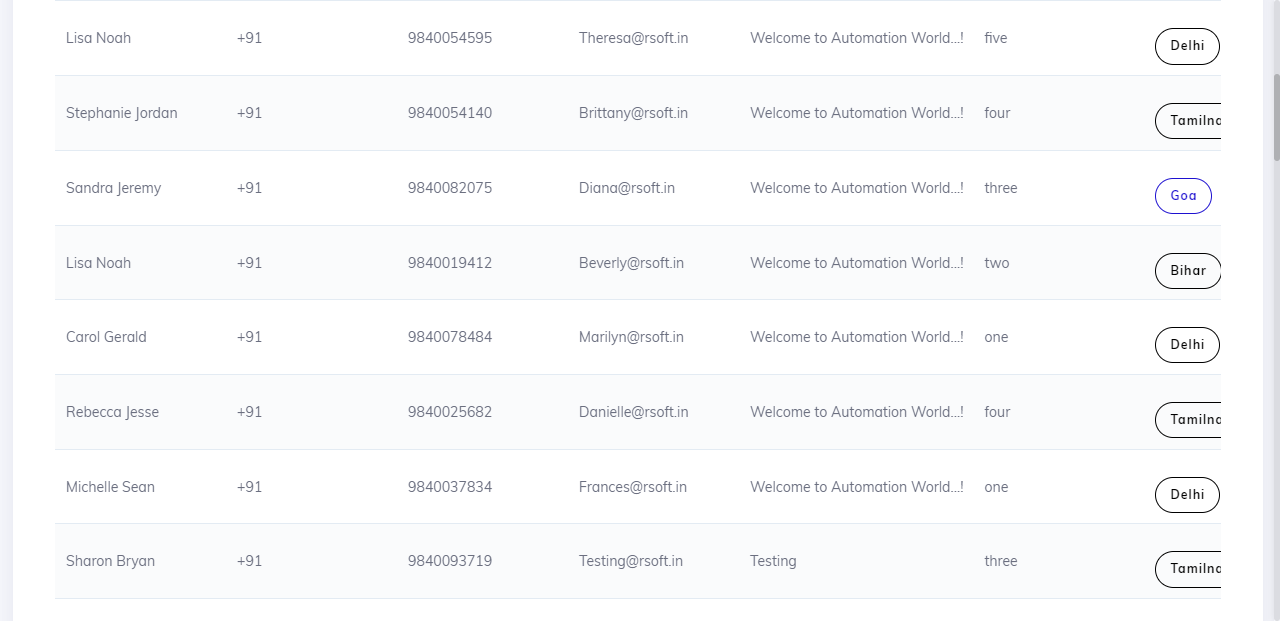 Lisa Noah +91 9840054595 Theresa@rsoft.in Welcome to Automation World...! five Delhi
Stephanie Jordan +91 9840054140 Brittany@rsoft.in Welcome to Automation World...! four
Sandra Jeremy +91 9840082075 Diana@rsoft.in Welcome to Automation World...! three Goa
Lisa Noah +91 9840019412 Beverly@rsoft.in Welcome to Automation World...! two Bihar
Carol Gerald +91 9840078484 Marilyn@rsoft.in Welcome to Automation World...! one Delhi
Rebecca Jesse +91 9840025682 Danielle@rsoft.in Welcome to Automation World...! four
Michelle Sean +91 9840037834 Frances@rsoft.in Welcome to Automation World...! one Delhi
Sharon Bryan +91 9840093719 Testing@rsoft.in Testing three